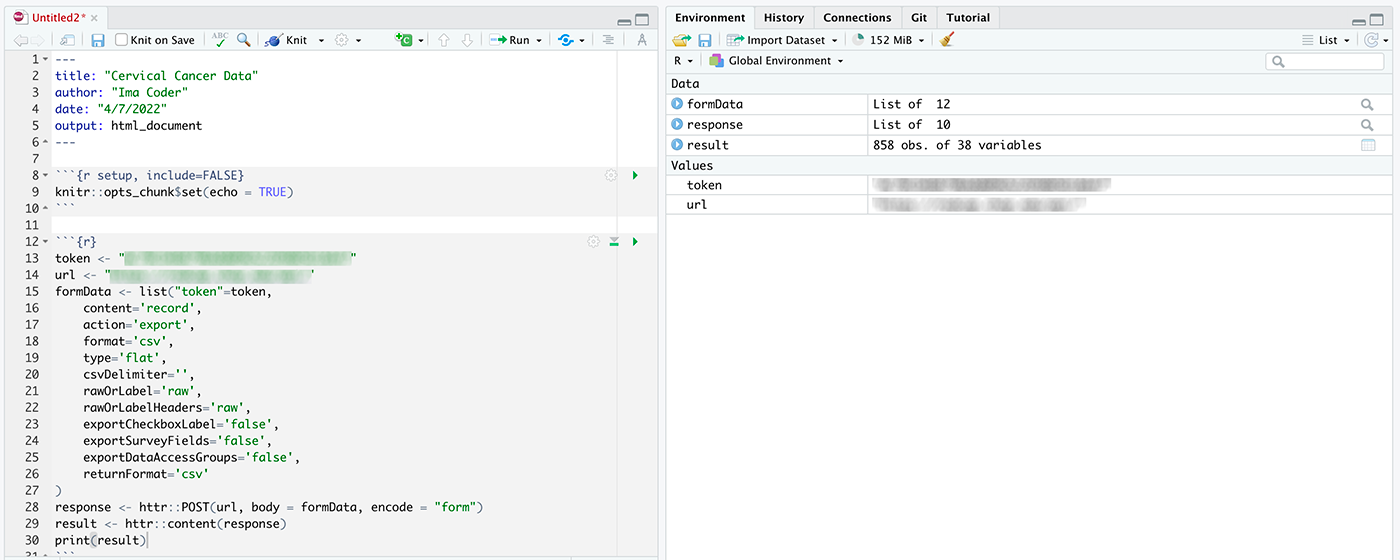 Untitled2*
Knit on Save ABC Knit Run
1 ---
2 title: "Cervical Cancer Data"
3 author: "Ima Coder"
4 date: "4/7/2022"
5 output: html_document
6 ---
7
8 ```{r setup, include=FALSE}
9 knitr::opts_chunk$set(echo = TRUE)
10 ```
11
12 ```{r}
13 token <- " "
14 url <- " '
15 formData <- list("token"=token,
16 content='record',
17 action='export',
18 format='csv',
19 type='flat',
20 csvDelimiter='',
21 rawOrLabel='raw',
22 rawOrLabelHeaders='raw',
23 exportCheckboxLabel='false',
24 exportSurveyFields='false',
25 exportDataAccessGroups='false',
26 returnFormat='csv'
27 )
28 response <- httr::POST(url, body = formData, encode = "form")
29 result <- httr::content(response)
30 print(result)
31 ```
Environment History Connections Git Tutorial
Import Dataset 152 MiB List
R Global Environment
Data
formData List of 12
response List of 10
result 858 obs. of 38 variables
Values
token
url